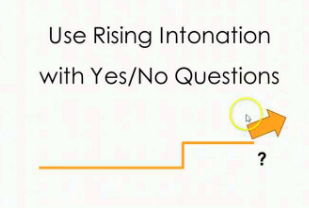 Use Rising Intonation
with Yes/No Questions
?